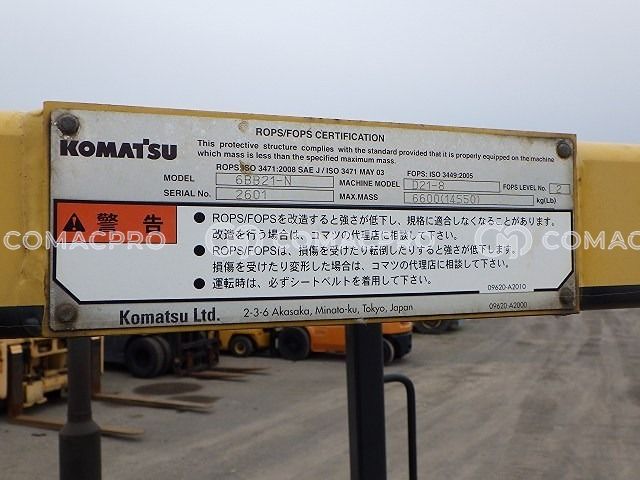 ROPS/FOPS CERTIFICATION
KOMATSU
This protective structure complies with the standard provided that it is properly equipped on the machine
which mass is less than the specified maximum mass.
ROPS:ISO 3471:2008 SAE J / ISO 3471 MAY 03 FOPS: ISO 3449:2005
MODEL 6BB21-N MACHINE MODEL D21-8 FOPS LEVEL No. 2
SERIAL No. 2601 MAX.MASS 6600(14550) kg(Lb)
警告
● ROPS/FOPSを改造すると強さが低下し、規格に適合しなくなることがあります。
改造を行う場合は、コマツの代理店に相談して下さい。
● ROPS/FOPSは、損傷を受けたり転倒したりすると強さが低下します。
損傷を受けたり変形した場合は、コマツの代理店に相談して下さい。
● 運転時は、必ずシートベルトを着用して下さい。
09620-A2010
Komatsu Ltd. 2-3-6 Akasaka, Minato-ku, Tokyo, Japan 09620-A2000
COMACPRO
COMACPRO